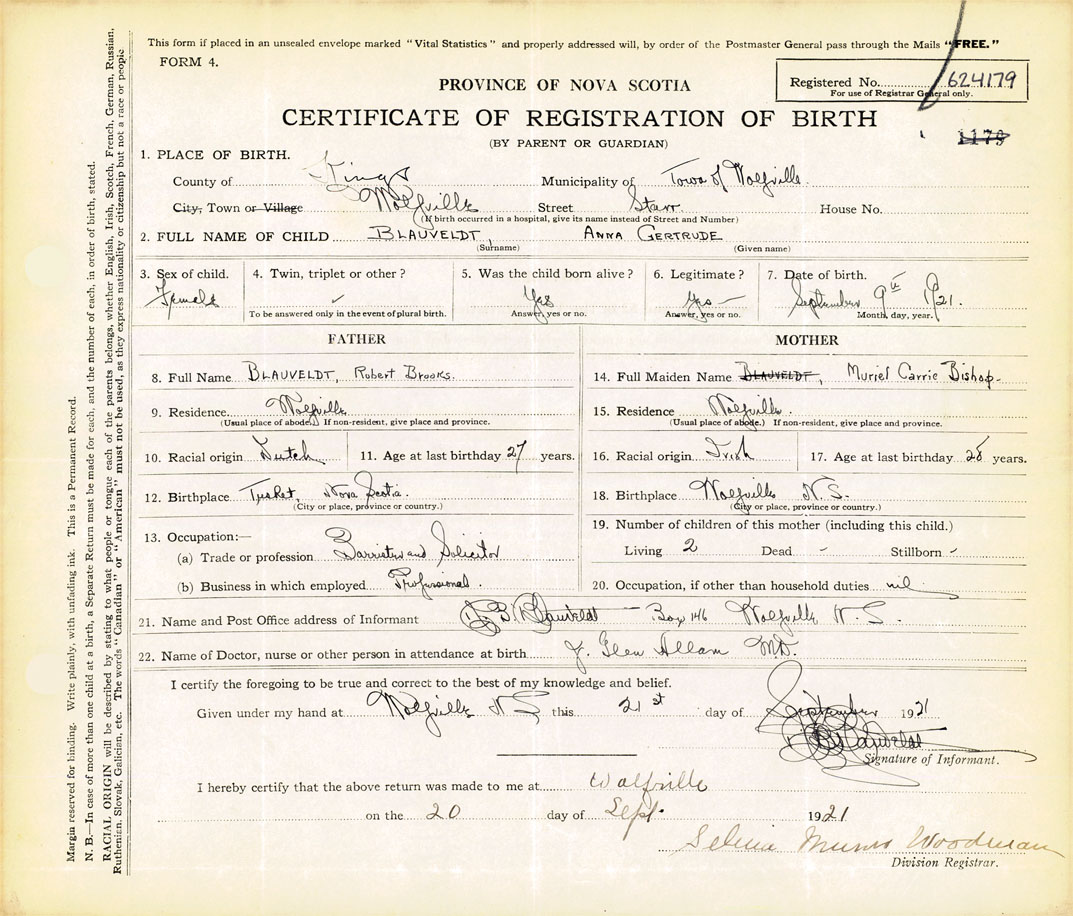 This form if placed in an unsealed envelope marked "Vital Statistics" and properly addressed will, by order of the Postmaster General pass through the Mails "FREE."
FORM 4.
Registered No. 624179
For use of Registrar General only.
PROVINCE OF NOVA SCOTIA
CERTIFICATE OF REGISTRATION OF BIRTH
(BY PARENT OR GUARDIAN)
1179
1. PLACE OF BIRTH.
County of Kings Municipality of Town of Wolfville.
City, Town or Village Wolfville Street Starr. House No.
(If birth occurred in a hospital, give its name instead of Street and Number)
2. FULL NAME OF CHILD BLAUVELDT, ANNA GERTRUDE
(Surname) (Given name)
3. Sex of child. 4. Twin, triplet or other? 5. Was the child born alive? 6. Legitimate? 7. Date of birth.
Female ✓ Yes Yes — September 9th 1921.
To be answered only in the event of plural birth. Answer, yes or no. Answer, yes or no. Month, day, year.
FATHER MOTHER
8. Full Name BLAUVELDT, Robert Brooks. 14. Full Maiden Name BLAUVELDT, Muriel Carrie Bishop.
9. Residence Wolfville 15. Residence Wolfville.
(Usual place of abode.) If non-resident, give place and province. (Usual place of abode.) If non-resident, give place and province.
10. Racial origin Dutch 11. Age at last birthday 27 years. 16. Racial origin Irish 17. Age at last birthday 28 years.
12. Birthplace Tusket, Nova Scotia. 18. Birthplace Wolfville N.S.
(City or place, province or country.) (City or place, province or country.)
19. Number of children of this mother (including this child.)
13. Occupation:—
(a) Trade or profession Barrister and Solicitor Living 2 Dead - Stillborn -
(b) Business in which employed Professional. 20. Occupation, if other than household duties nil
21. Name and Post Office address of Informant R. B. Blauveldt — Box 146 Wolfville N.S.
22. Name of Doctor, nurse or other person in attendance at birth J. Glen Allam M.D.
I certify the foregoing to be true and correct to the best of my knowledge and belief.
Given under my hand at Wolfville N S this 21st day of September 1921
R B Blauveldt
Signature of Informant.
I hereby certify that the above return was made to me at Wolfville
on the 20 day of Sept. 1921
Selena Munro Woodman
Division Registrar.
Margin reserved for binding. Write plainly, with unfading ink. This is a Permanent Record.
N. B.—In case of more than one child at a birth, a Separate Return must be made for each, and the number of each, in order of birth, stated.
RACIAL ORIGIN will be described by stating to what people or tongue each of the parents belongs, whether English, Irish, Scotch, French, German, Russian,
Ruthenian, Slovak, Galician, etc. The words "Canadian" or "American" must not be used, as they express nationality or citizenship but not a race or people